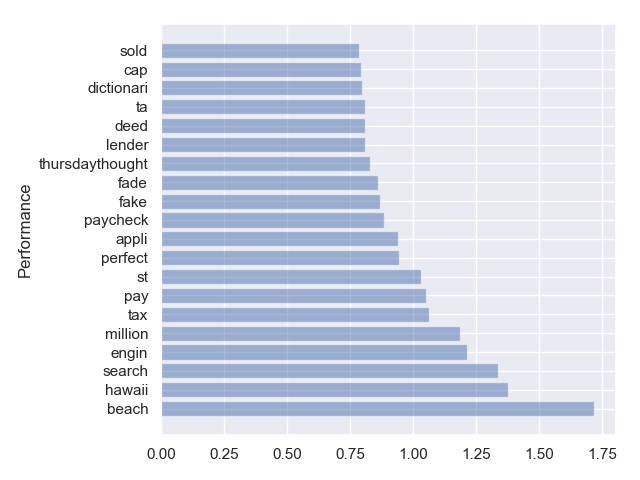 sold
cap
dictionari
ta
deed
lender
thursdaythought
fade
fake
paycheck
appli
perfect
st
pay
tax
million
engin
search
hawaii
beach
Performance
0.00 0.25 0.50 0.75 1.00 1.25 1.50 1.75